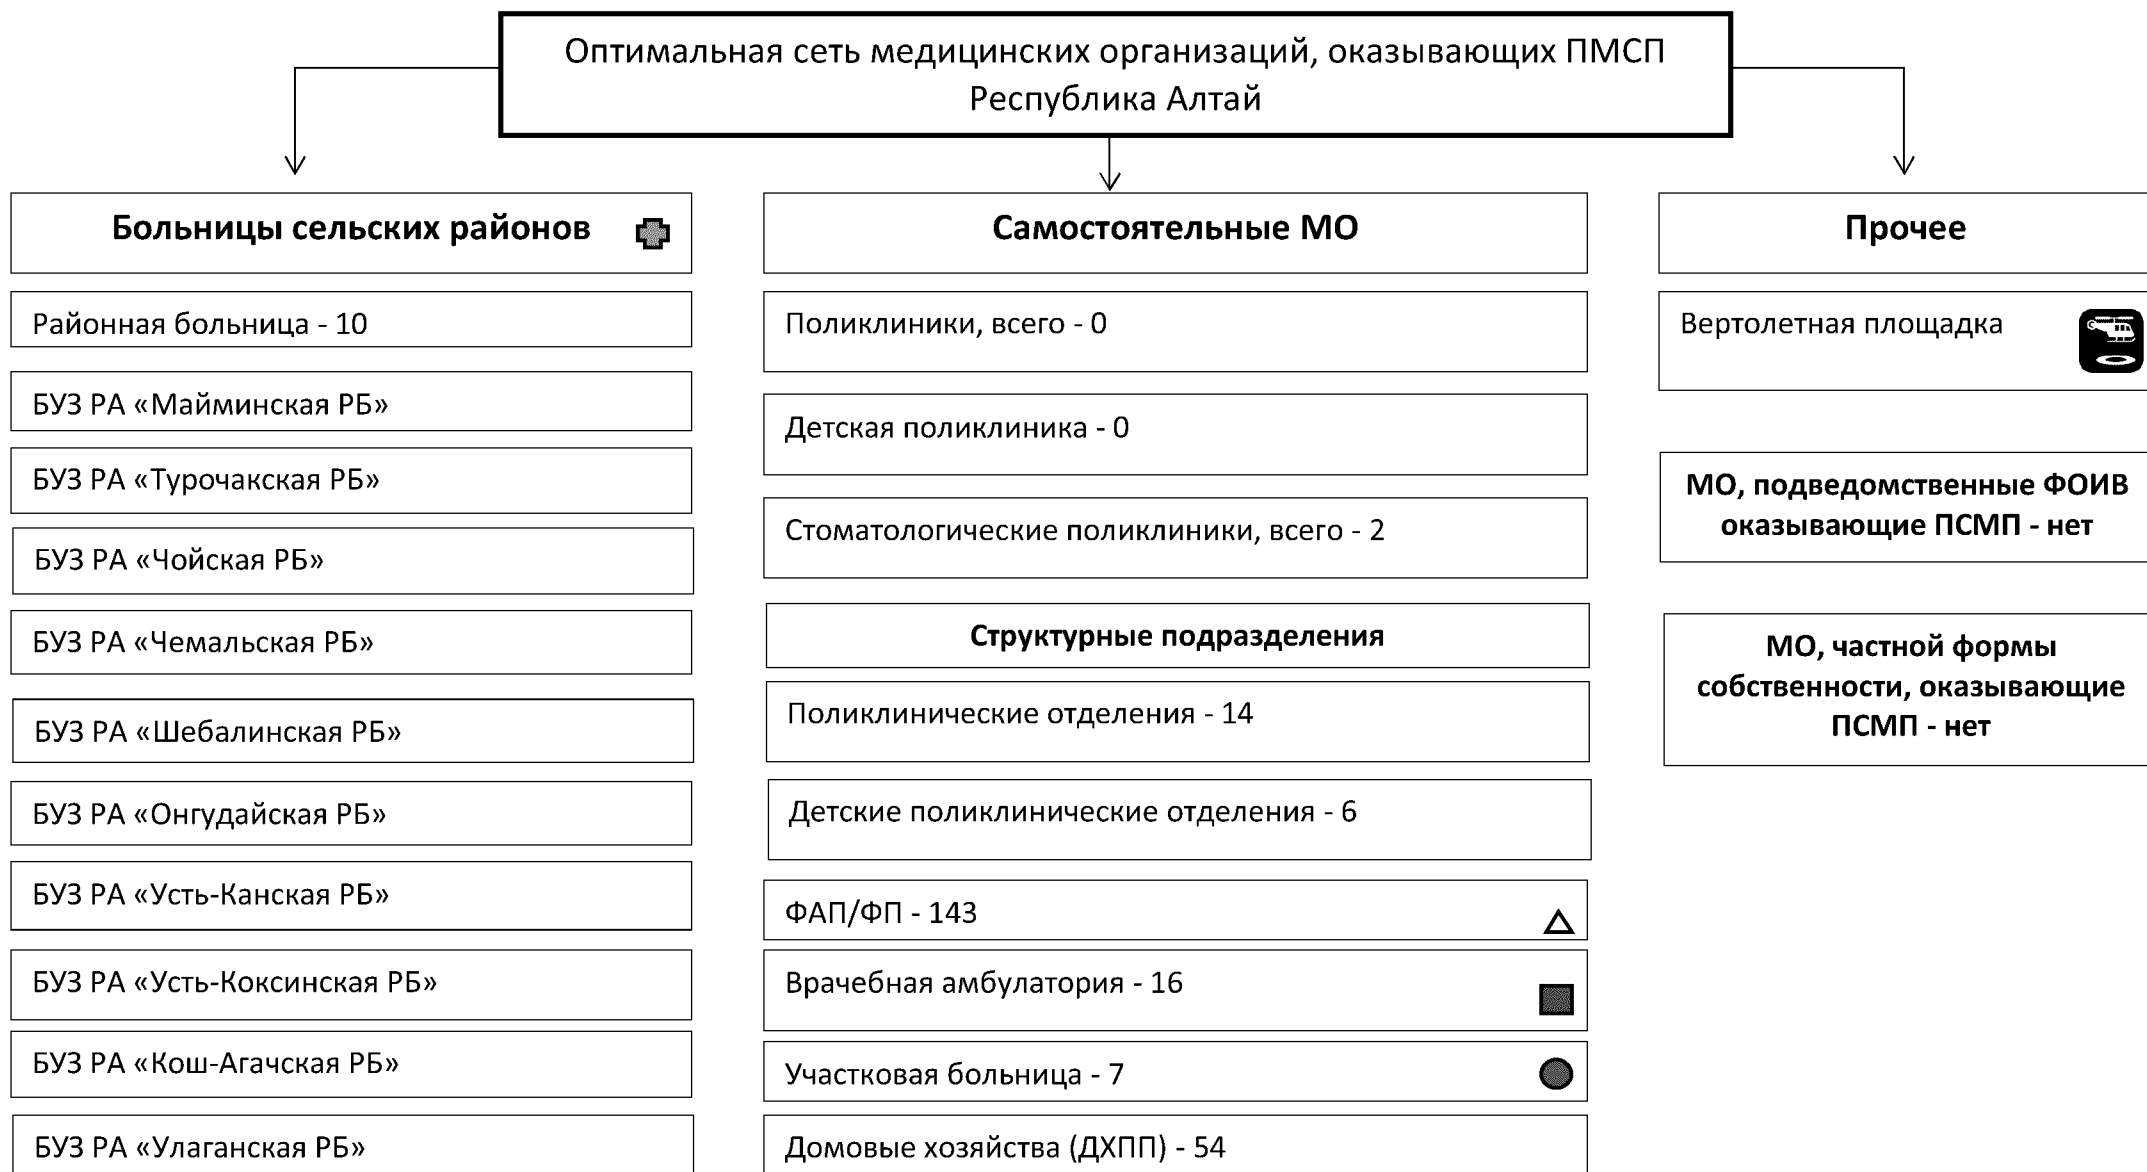 Оптимальная сеть медицинских организаций, оказывающих ПМСП
Республика Алтай
Больницы сельских районов
Районная больница - 10
БУЗ РА «Майминская РБ»
БУЗ РА «Турочакская РБ»
БУЗ РА «Чойская РБ»
БУЗ РА «Чемальская РБ»
БУЗ РА «Шебалинская РБ»
БУЗ РА «Онгудайская РБ»
БУЗ РА «Усть-Канская РБ»
БУЗ РА «Усть-Коксинская РБ»
БУЗ РА «Кош-Агачская РБ»
БУЗ РА «Улаганская РБ»
Самостоятельные МО
Поликлиники, всего - 0
Детская поликлиника - 0
Стоматологические поликлиники, всего - 2
Структурные подразделения
Поликлинические отделения - 14
Детские поликлинические отделения - 6
ФАП/ФП - 143
Врачебная амбулатория - 16
Участковая больница - 7
Домовые хозяйства (ДХПП) - 54
Прочее
Вертолетная площадка
МО, подведомственные ФОИВ
оказывающие ПСМП - нет
МО, частной формы
собственности, оказывающие
ПСМП - нет